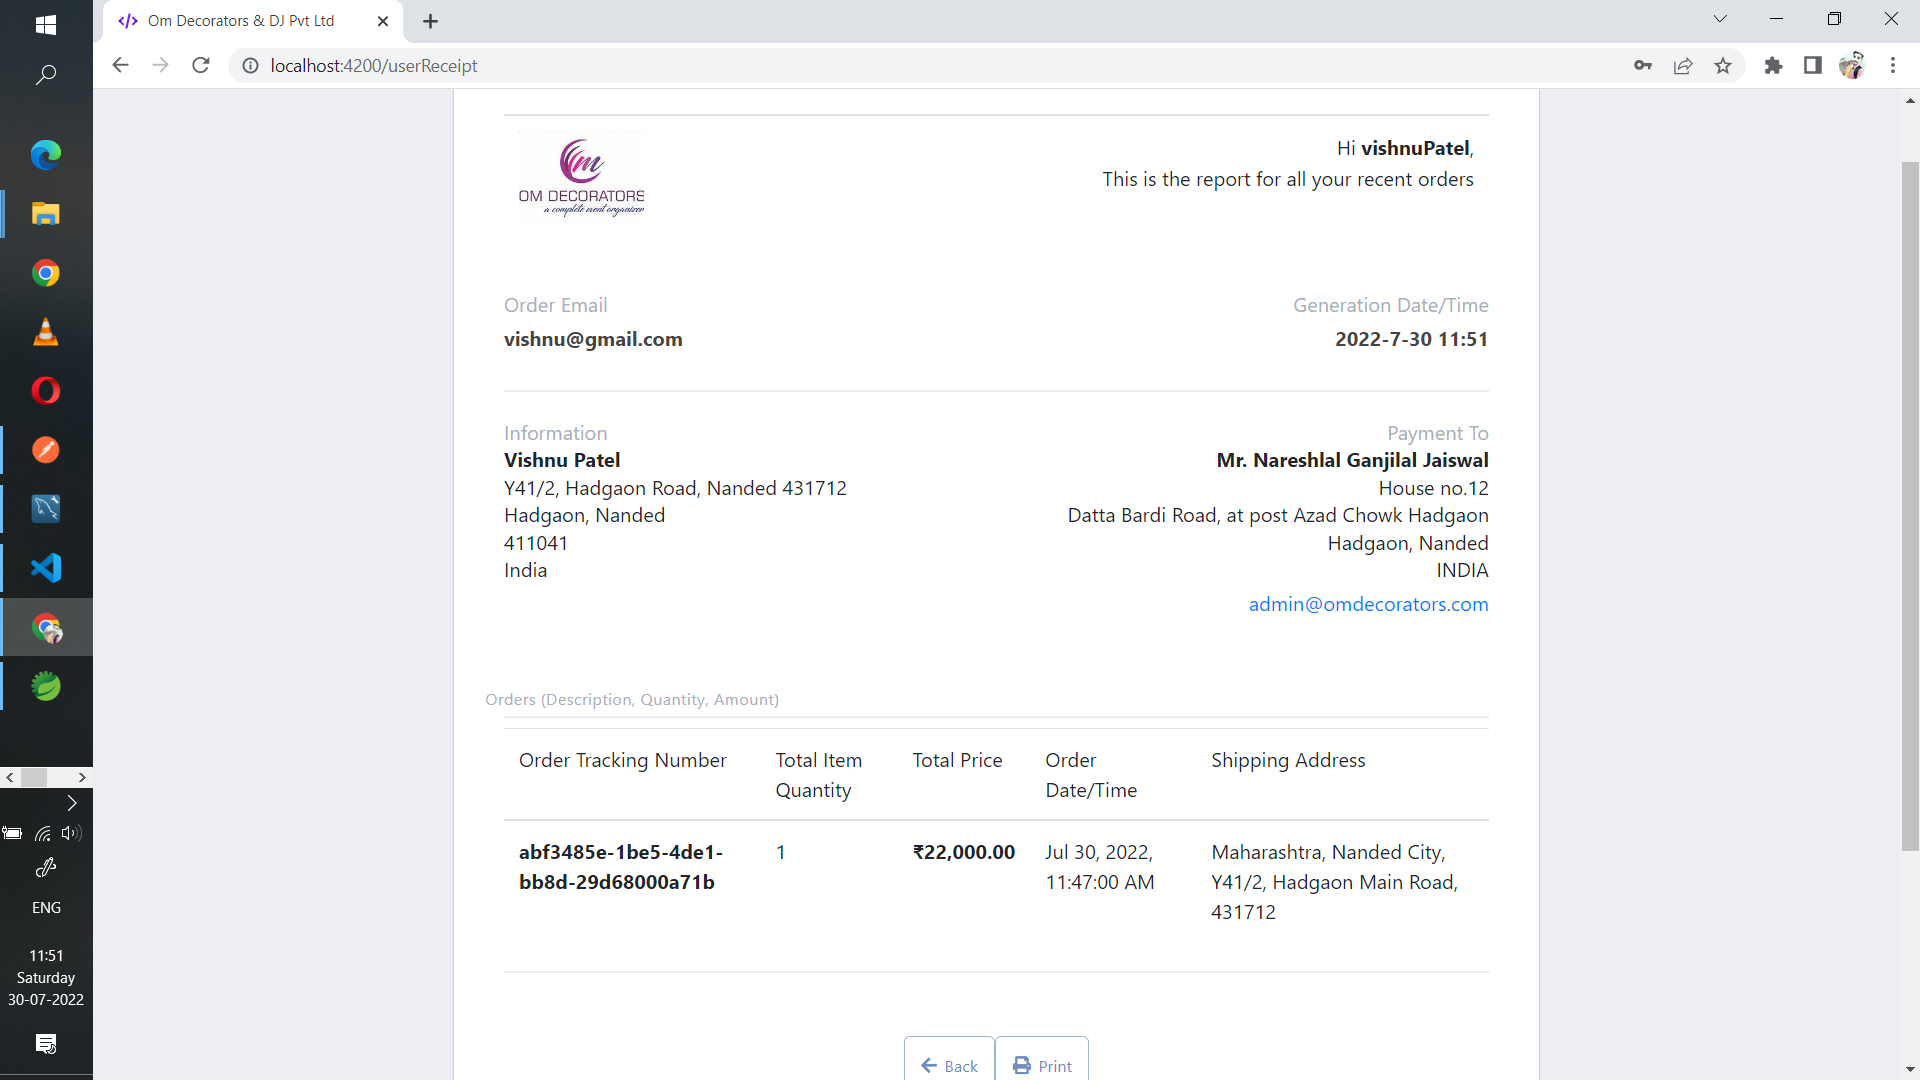 Om Decorators & DJ Pvt Ltd
localhost:4200/userReceipt
OM DECORATORS
a complete event organizer
Hi vishnuPatel,
This is the report for all your recent orders
Order Email
Generation Date/Time
vishnu@gmail.com
2022-7-30 11:51
Information
Payment To
Vishnu Patel
Mr. Nareshlal Ganjilal Jaiswal
Y41/2, Hadgaon Road, Nanded 431712
House no.12
Hadgaon, Nanded
Datta Bardi Road, at post Azad Chowk Hadgaon
411041
Hadgaon, Nanded
India
INDIA
admin@omdecorators.com
Orders (Description, Quantity, Amount)
Order Tracking Number
Total Item
Quantity
Total Price
Order
Date/Time
Shipping Address
abf3485e-1be5-4de1-
bb8d-29d68000a71b
1
₹22,000.00
Jul 30, 2022,
11:47:00 AM
Maharashtra, Nanded City,
Y41/2, Hadgaon Main Road,
431712
Back
Print
ENG
11:51
Saturday
30-07-2022